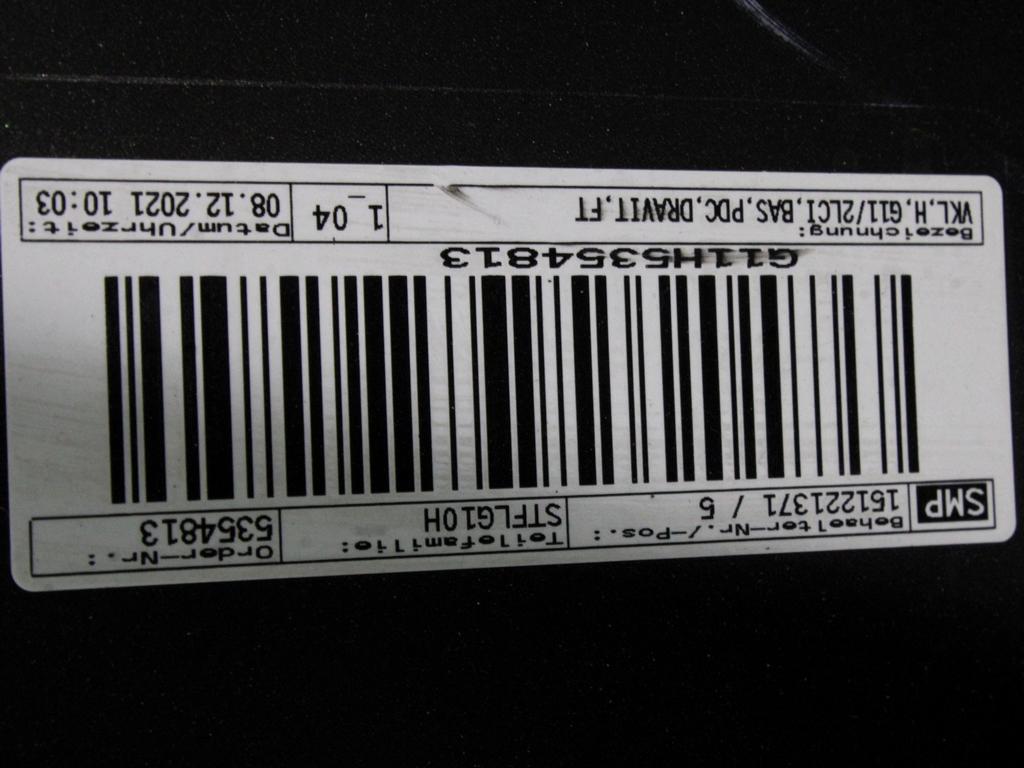 SMP
Behaelter-Nr./-Pos.:
151221371 / 5
Teilefamilie:
STFLG10H
Order-Nr.:
5354813
G11H5354813
Bezeichnung:
VKL,H,G11/2LCI,BAS,PDC,DRAVIT,FT
1_04
Datum/Uhrzeit:
08.12.2021 10:03